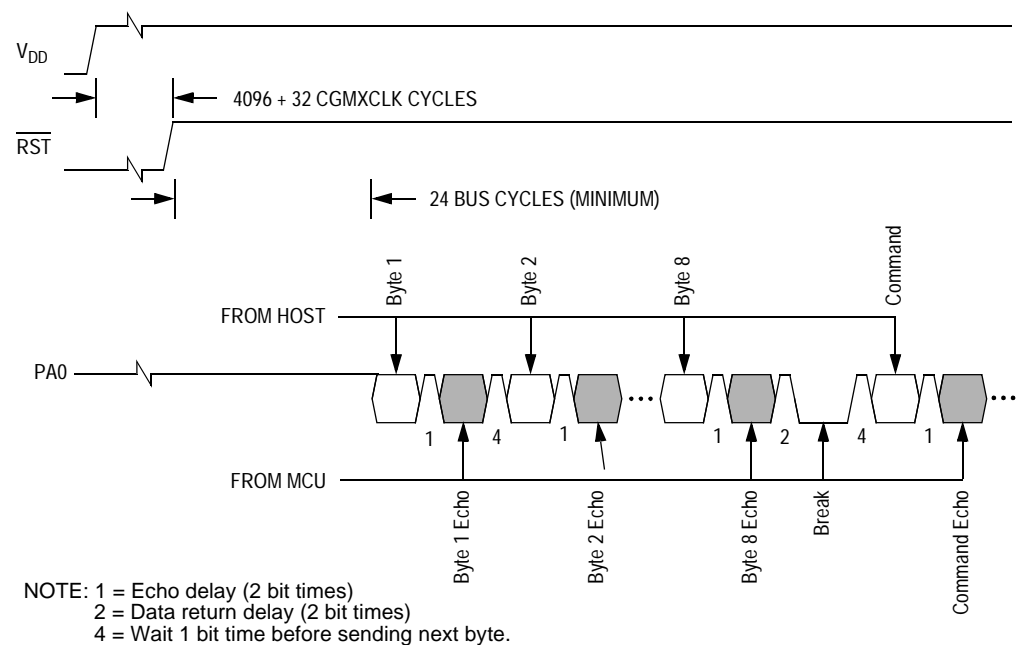 VDD
4096 + 32 CGMXCLK CYCLES
RST
24 BUS CYCLES (MINIMUM)
Byte 1
Byte 2
Byte 8
Command
FROM HOST
PA0
1
4
1
1
2
4
1
FROM MCU
Byte 1 Echo
Byte 2 Echo
Byte 8 Echo
Break
Command Echo
NOTE: 1 = Echo delay (2 bit times)
2 = Data return delay (2 bit times)
4 = Wait 1 bit time before sending next byte.